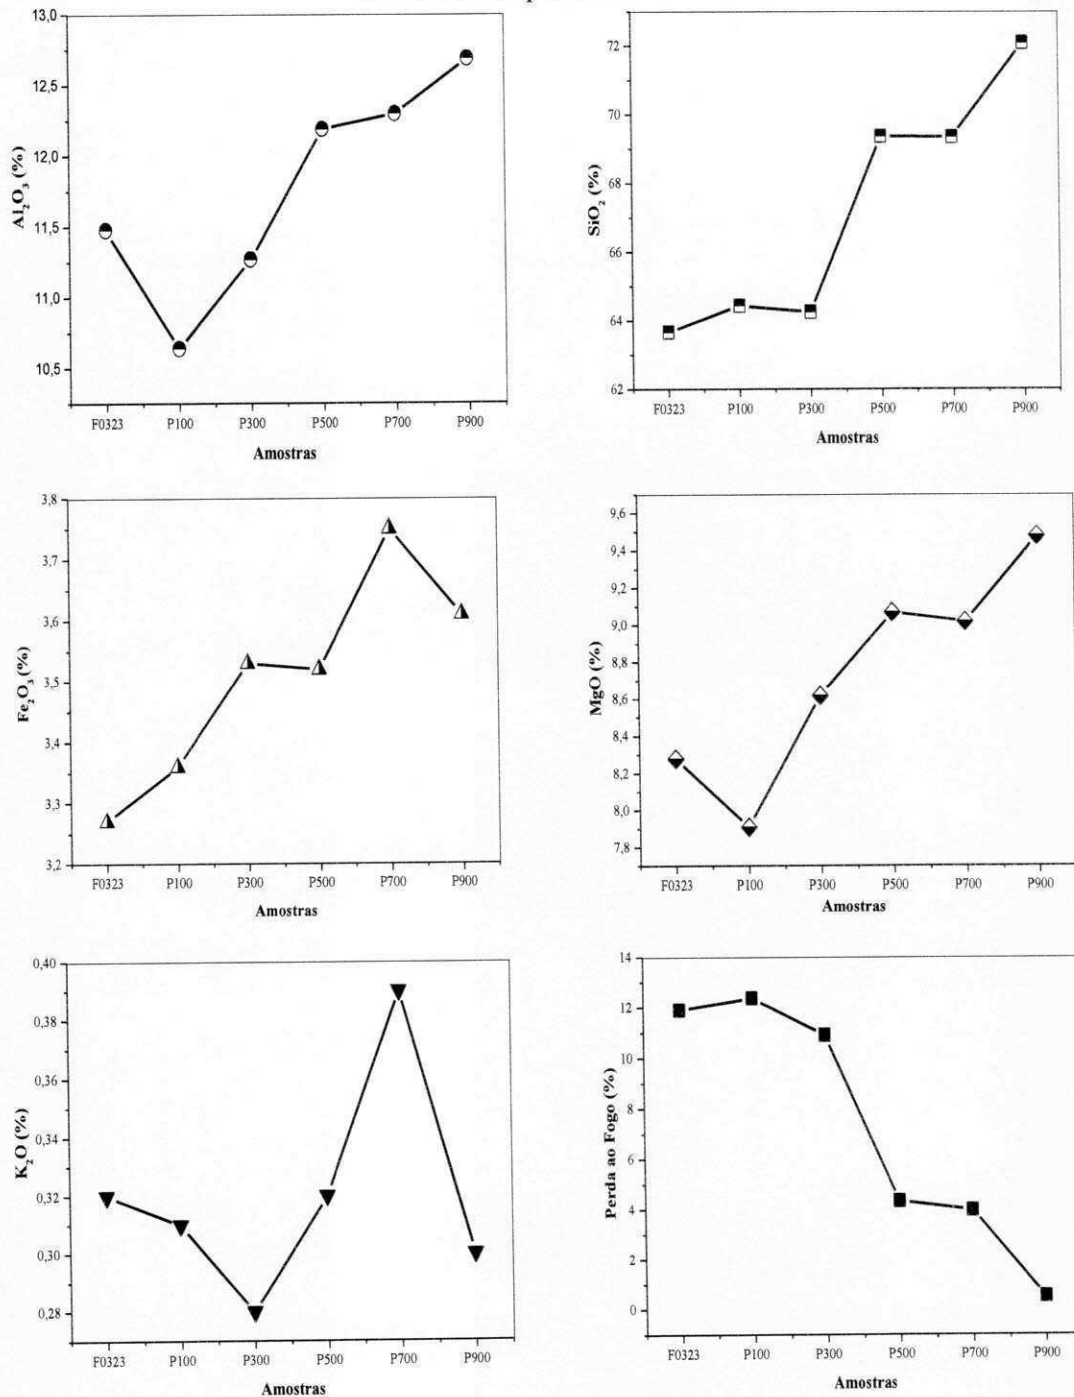 13,0
12,5
12,0
11,5
11,0
10,5
Al₂O₃ (%)
F0323 P100 P300 P500 P700 P900
Amostras
72
70
68
66
64
62
SiO₂ (%)
F0323 P100 P300 P500 P700 P900
Amostras
3,8
3,7
3,6
3,5
3,4
3,3
3,2
Fe₂O₃ (%)
F0323 P100 P300 P500 P700 P900
Amostras
9,6
9,4
9,2
9,0
8,8
8,6
8,4
8,2
8,0
7,8
MgO (%)
F0323 P100 P300 P500 P700 P900
Amostras
0,40
0,38
0,36
0,34
0,32
0,30
0,28
K₂O (%)
F0323 P100 P300 P500 P700 P900
Amostras
14
12
10
8
6
4
2
0
Perda ao Fogo (%)
F0323 P100 P300 P500 P700 P900
Amostras